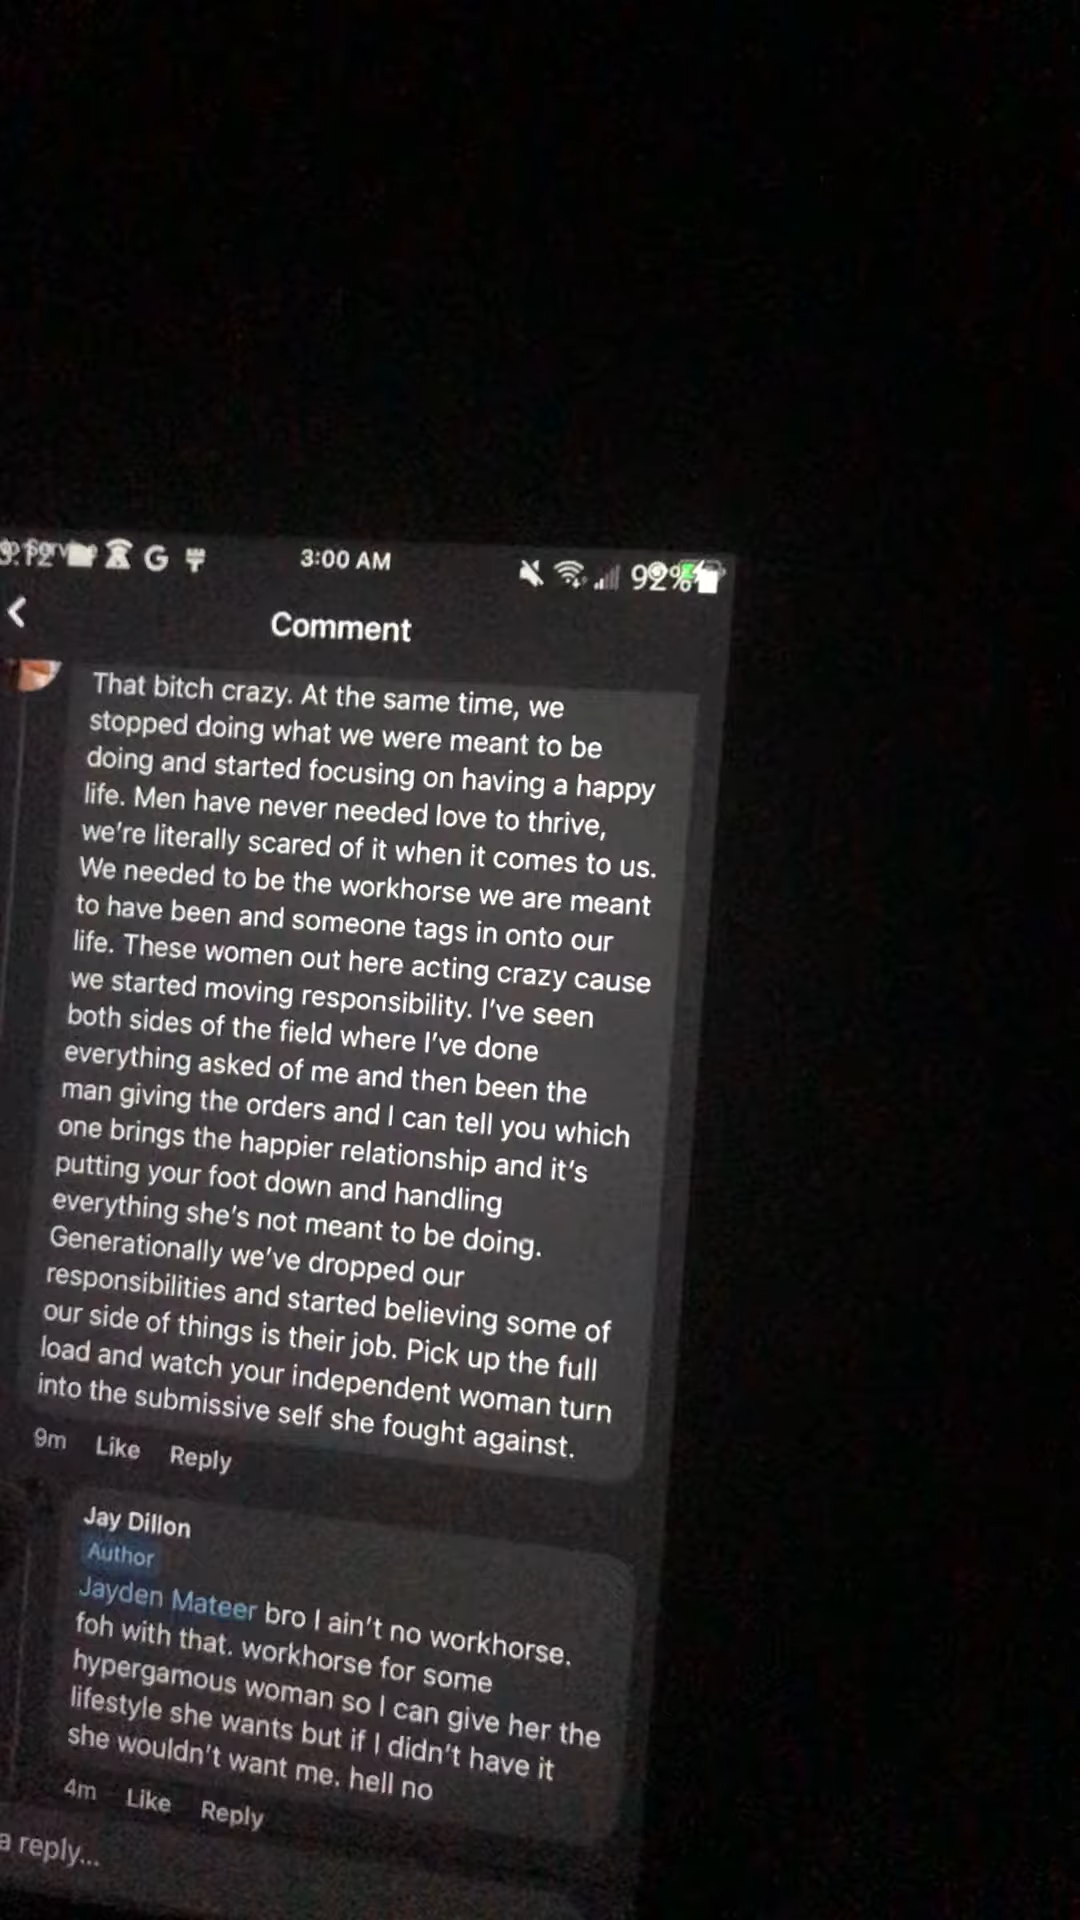 G
3:00 AM
92%
Comment
That bitch crazy. At the same time, we
stopped doing what we were meant to be
doing and started focusing on having a happy
life. Men have never needed love to thrive,
we're literally scared of it when it comes to us.
We needed to be the workhorse we are meant
to have been and someone tags in onto our
life. These women out here acting crazy cause
we started moving responsibility. I've seen
both sides of the field where I've done
everything asked of me and then been the
man giving the orders and I can tell you which
one brings the happier relationship and it's
putting your foot down and handling
everything she's not meant to be doing.
Generationally we've dropped our
responsibilities and started believing some of
our side of things is their job. Pick up the full
load and watch your independent woman turn
into the submissive self she fought against.
9m Like Reply
Jay Dillon
Author
Jayden Mateer bro I ain't no workhorse.
foh with that. workhorse for some
hypergamous woman so I can give her the
lifestyle she wants but if I didn't have it
she wouldn't want me. hell no
4m Like Reply
a reply...